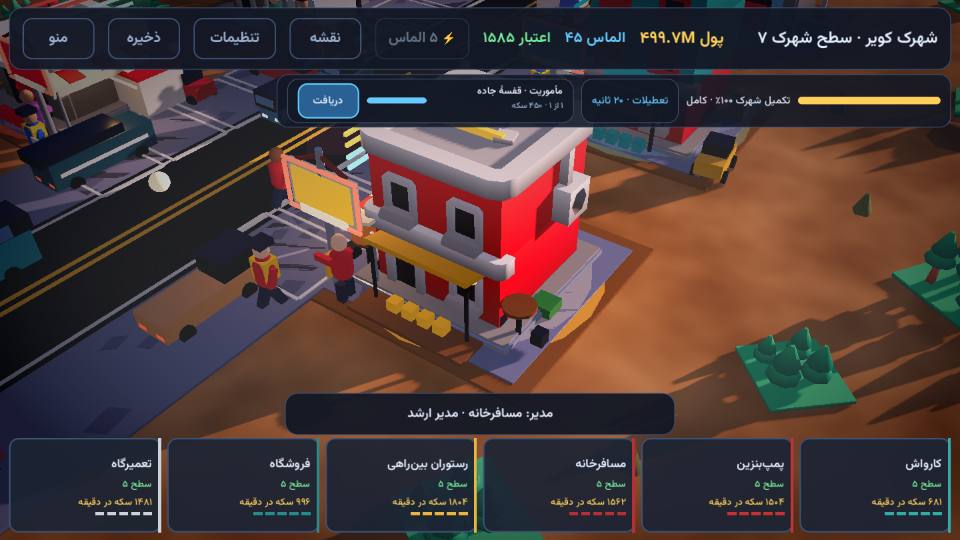 شهرک کویر · سطح شهرک ۷
پول ۴۹۹.۷M
الماس ۴۵
اعتبار ۱۵۸۵
۵ الماس
نقشه
تنظیمات
ذخیره
منو
تکمیل شهرک ۱۰۰٪ · کامل
تعطیلات · ۲۰ ثانیه
مأموریت · قفسهٔ جاده
۱ از ۱ · ۴۵۰ سکه
دریافت
مدیر: مسافرخانه · مدیر ارشد
کارواش
سطح ۵
۶۸۱ سکه در دقیقه
پمپ‌بنزین
سطح ۵
۱۵۰۴ سکه در دقیقه
مسافرخانه
سطح ۵
۱۵۶۲ سکه در دقیقه
رستوران بین‌راهی
سطح ۵
۱۸۰۴ سکه در دقیقه
فروشگاه
سطح ۵
۹۹۶ سکه در دقیقه
تعمیرگاه
سطح ۵
۱۴۸۱ سکه در دقیقه